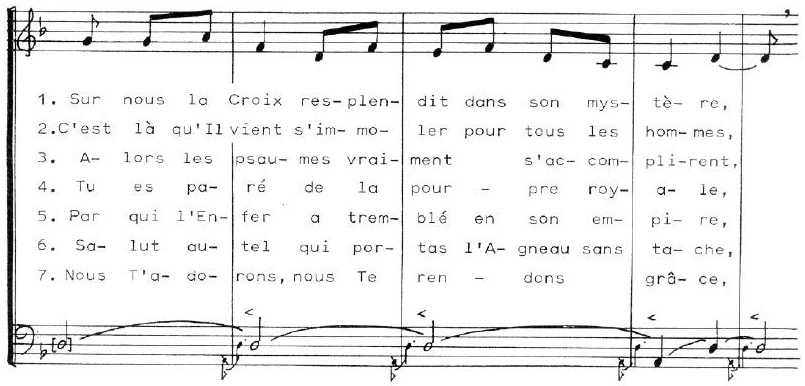 1. Sur nous la Croix res- plen- dit dans son mys- tè- re,
2. C'est là qu'Il vient s'im- mo- ler pour tous les hom- mes,
3. A- lors les psau- mes vrai- ment s'ac- com- pli- rent,
4. Tu es pa- ré de la pour - pre roy- a- le,
5. Par qui l'En- fer a trem- blé en son em- pi- re,
6. Sa- lut au- tel qui por- tas l'A- gneau sans ta- che,
7. Nous T'a- do- rons, nous Te ren - dons grâ- ce,